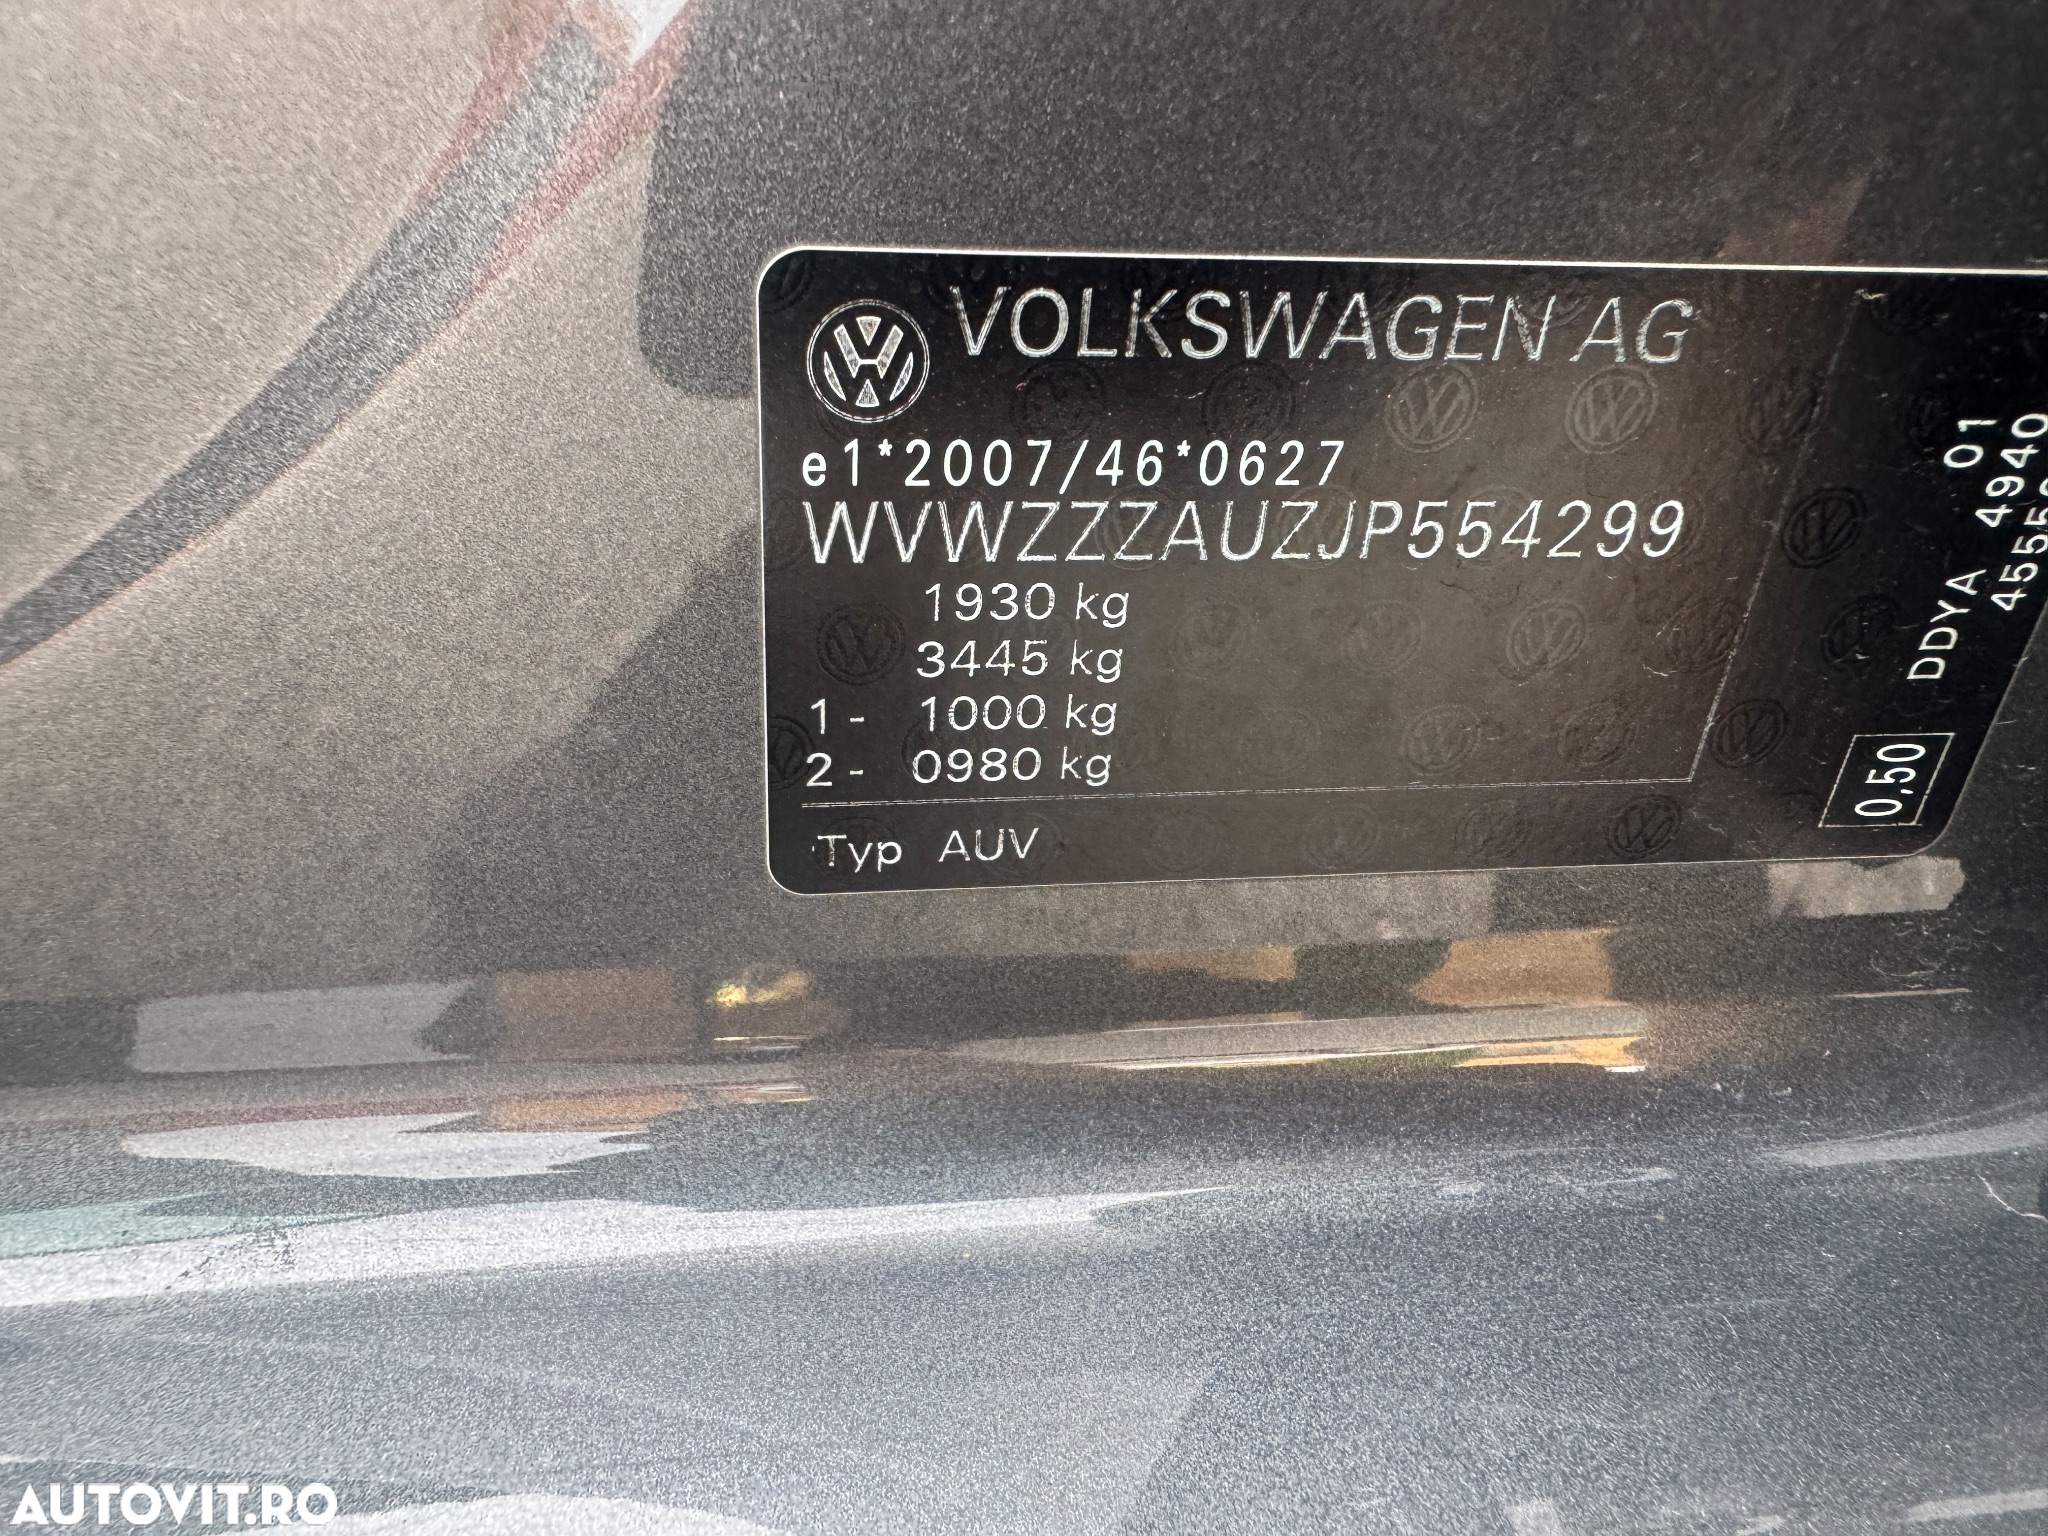 VOLKSWAGEN AG
e1*2007/46*0627
WVWZZZAUZJP554299
1930 kg
3445 kg
1 - 1000 kg
2 - 0980 kg
Typ AUV
DDYA 4940
01
0,50
AUTOVIT.RO